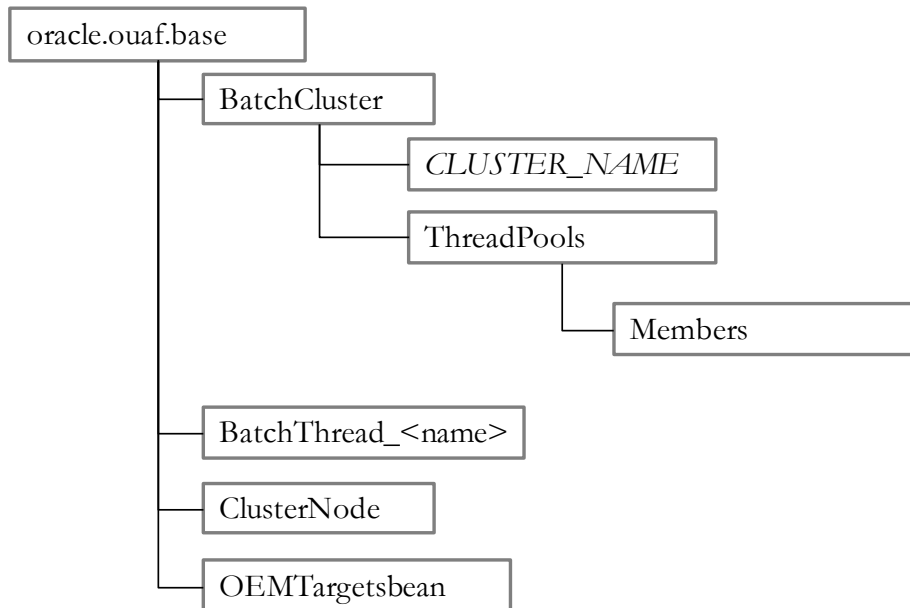 oracle.ouaf.base
BatchCluster
CLUSTER_NAME
ThreadPools
Members
BatchThread_<name>
ClusterNode
OEMTargetsbean